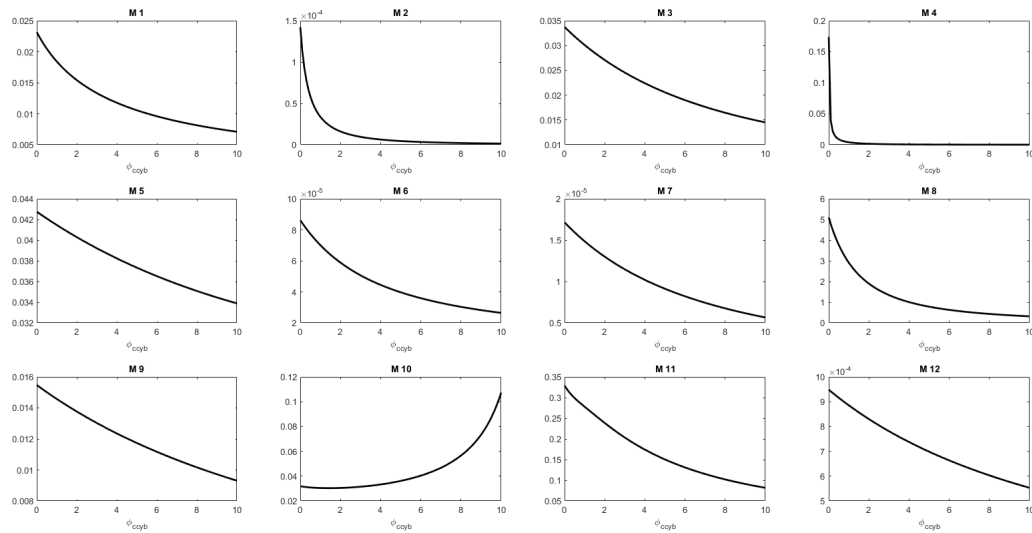 M 1
0.025
0.02
0.015
0.01
0.005
0 2 4 6 8 10
ϕccyb
M 2
×10-4
1.5
1
0.5
0
0 2 4 6 8 10
ϕccyb
M 3
0.035
0.03
0.025
0.02
0.015
0.01
0 2 4 6 8 10
ϕccyb
M 4
0.2
0.15
0.1
0.05
0
0 2 4 6 8 10
ϕccyb
M 5
0.044
0.042
0.04
0.038
0.036
0.034
0.032
0 2 4 6 8 10
ϕccyb
M 6
×10-5
10
8
6
4
2
0 2 4 6 8 10
ϕccyb
M 7
×10-5
2
1.5
1
0.5
0 2 4 6 8 10
ϕccyb
M 8
6
5
4
3
2
1
0
0 2 4 6 8 10
ϕccyb
M 9
0.016
0.014
0.012
0.01
0.008
0 2 4 6 8 10
ϕccyb
M 10
0.12
0.1
0.08
0.06
0.04
0.02
0 2 4 6 8 10
ϕccyb
M 11
0.35
0.3
0.25
0.2
0.15
0.1
0.05
0 2 4 6 8 10
ϕccyb
M 12
×10-4
10
9
8
7
6
5
0 2 4 6 8 10
ϕccyb